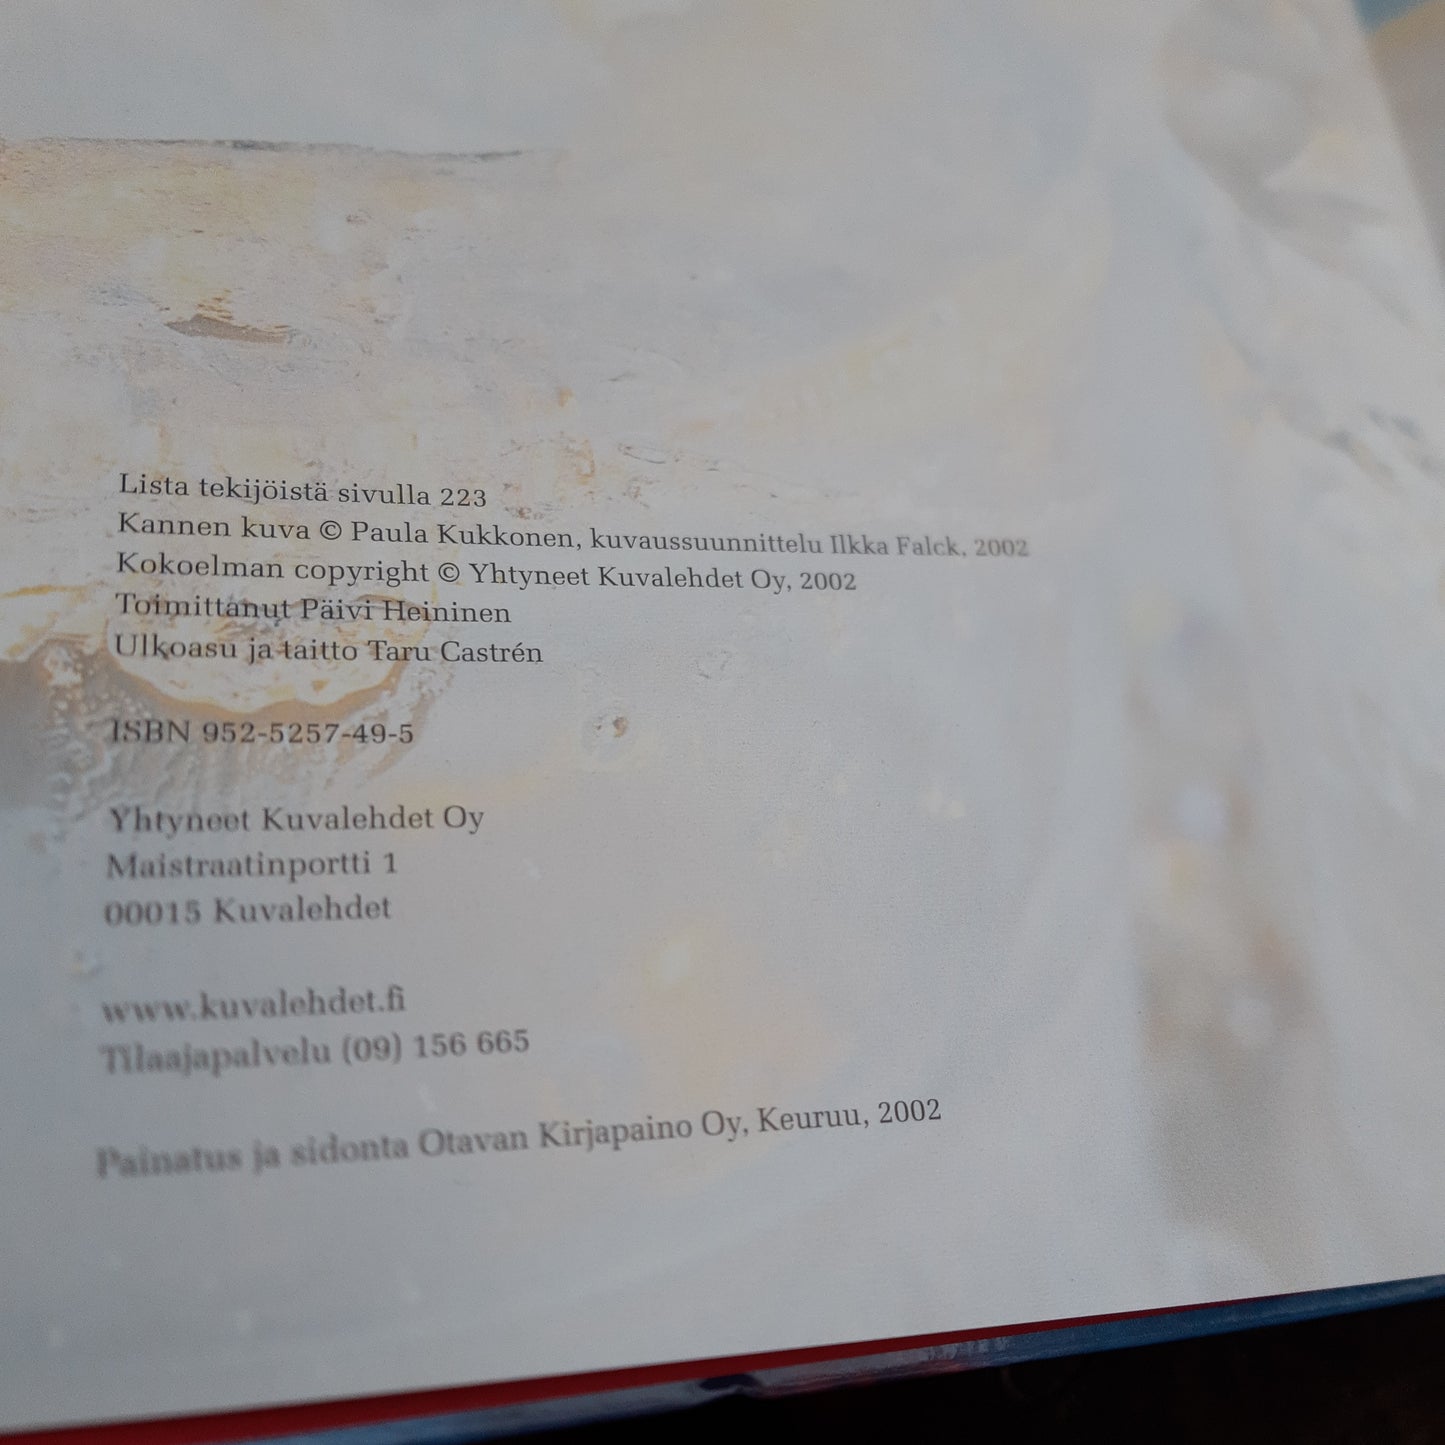 Lista tekijöistä sivulla 223
Kannen kuva © Paula Kukkonen, kuvaussuunnittelu Ilkka Falck, 2002
Kokoelman copyright © Yhtyneet Kuvalehdet Oy, 2002
Toimittanut Päivi Heininen
Ulkoasu ja taitto Taru Castrén
ISBN 952-5257-49-5
Yhtyneet Kuvalehdet Oy
Maistraatinportti 1
00015 Kuvalehdet
www.kuvalehdet.fi
Tilaajapalvelu (09) 156 665
Painatus ja sidonta Otavan Kirjapaino Oy, Keuruu, 2002